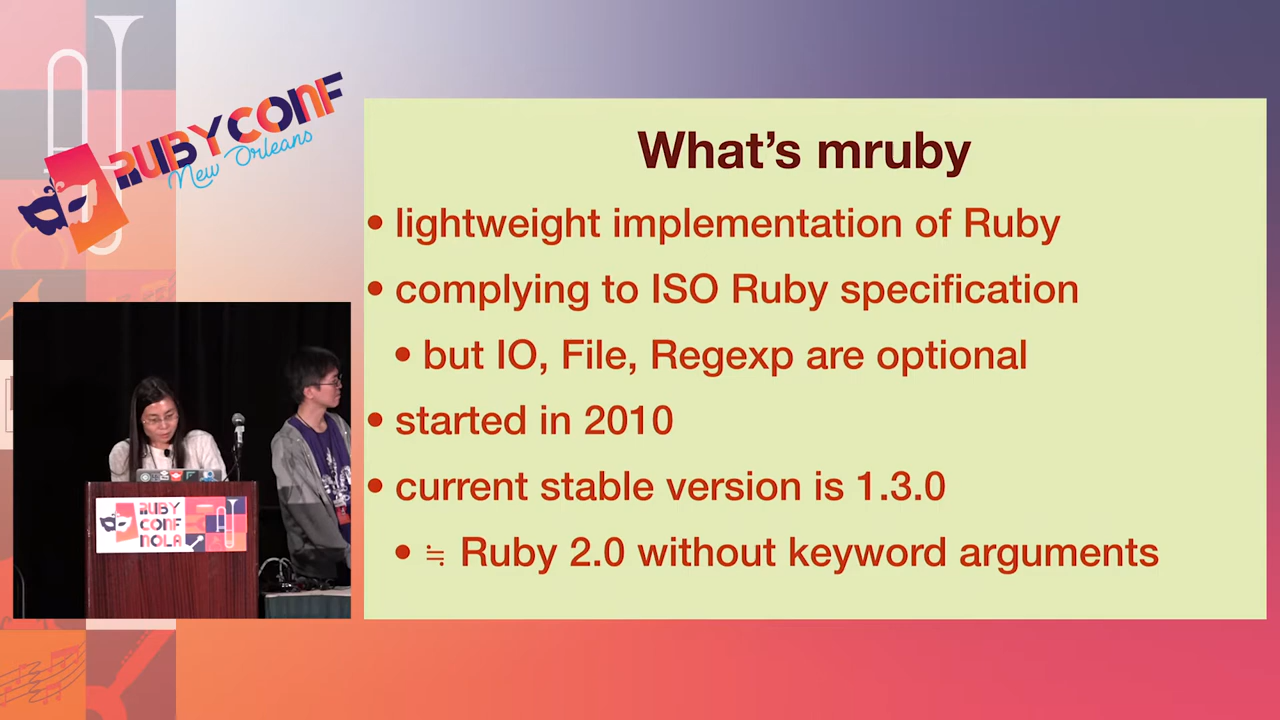 RUBYCONF
New Orleans
What’s mruby
• lightweight implementation of Ruby
• complying to ISO Ruby specification
• but IO, File, Regexp are optional
• started in 2010
• current stable version is 1.3.0
• ≒ Ruby 2.0 without keyword arguments
RUBY
CONF
NOLA